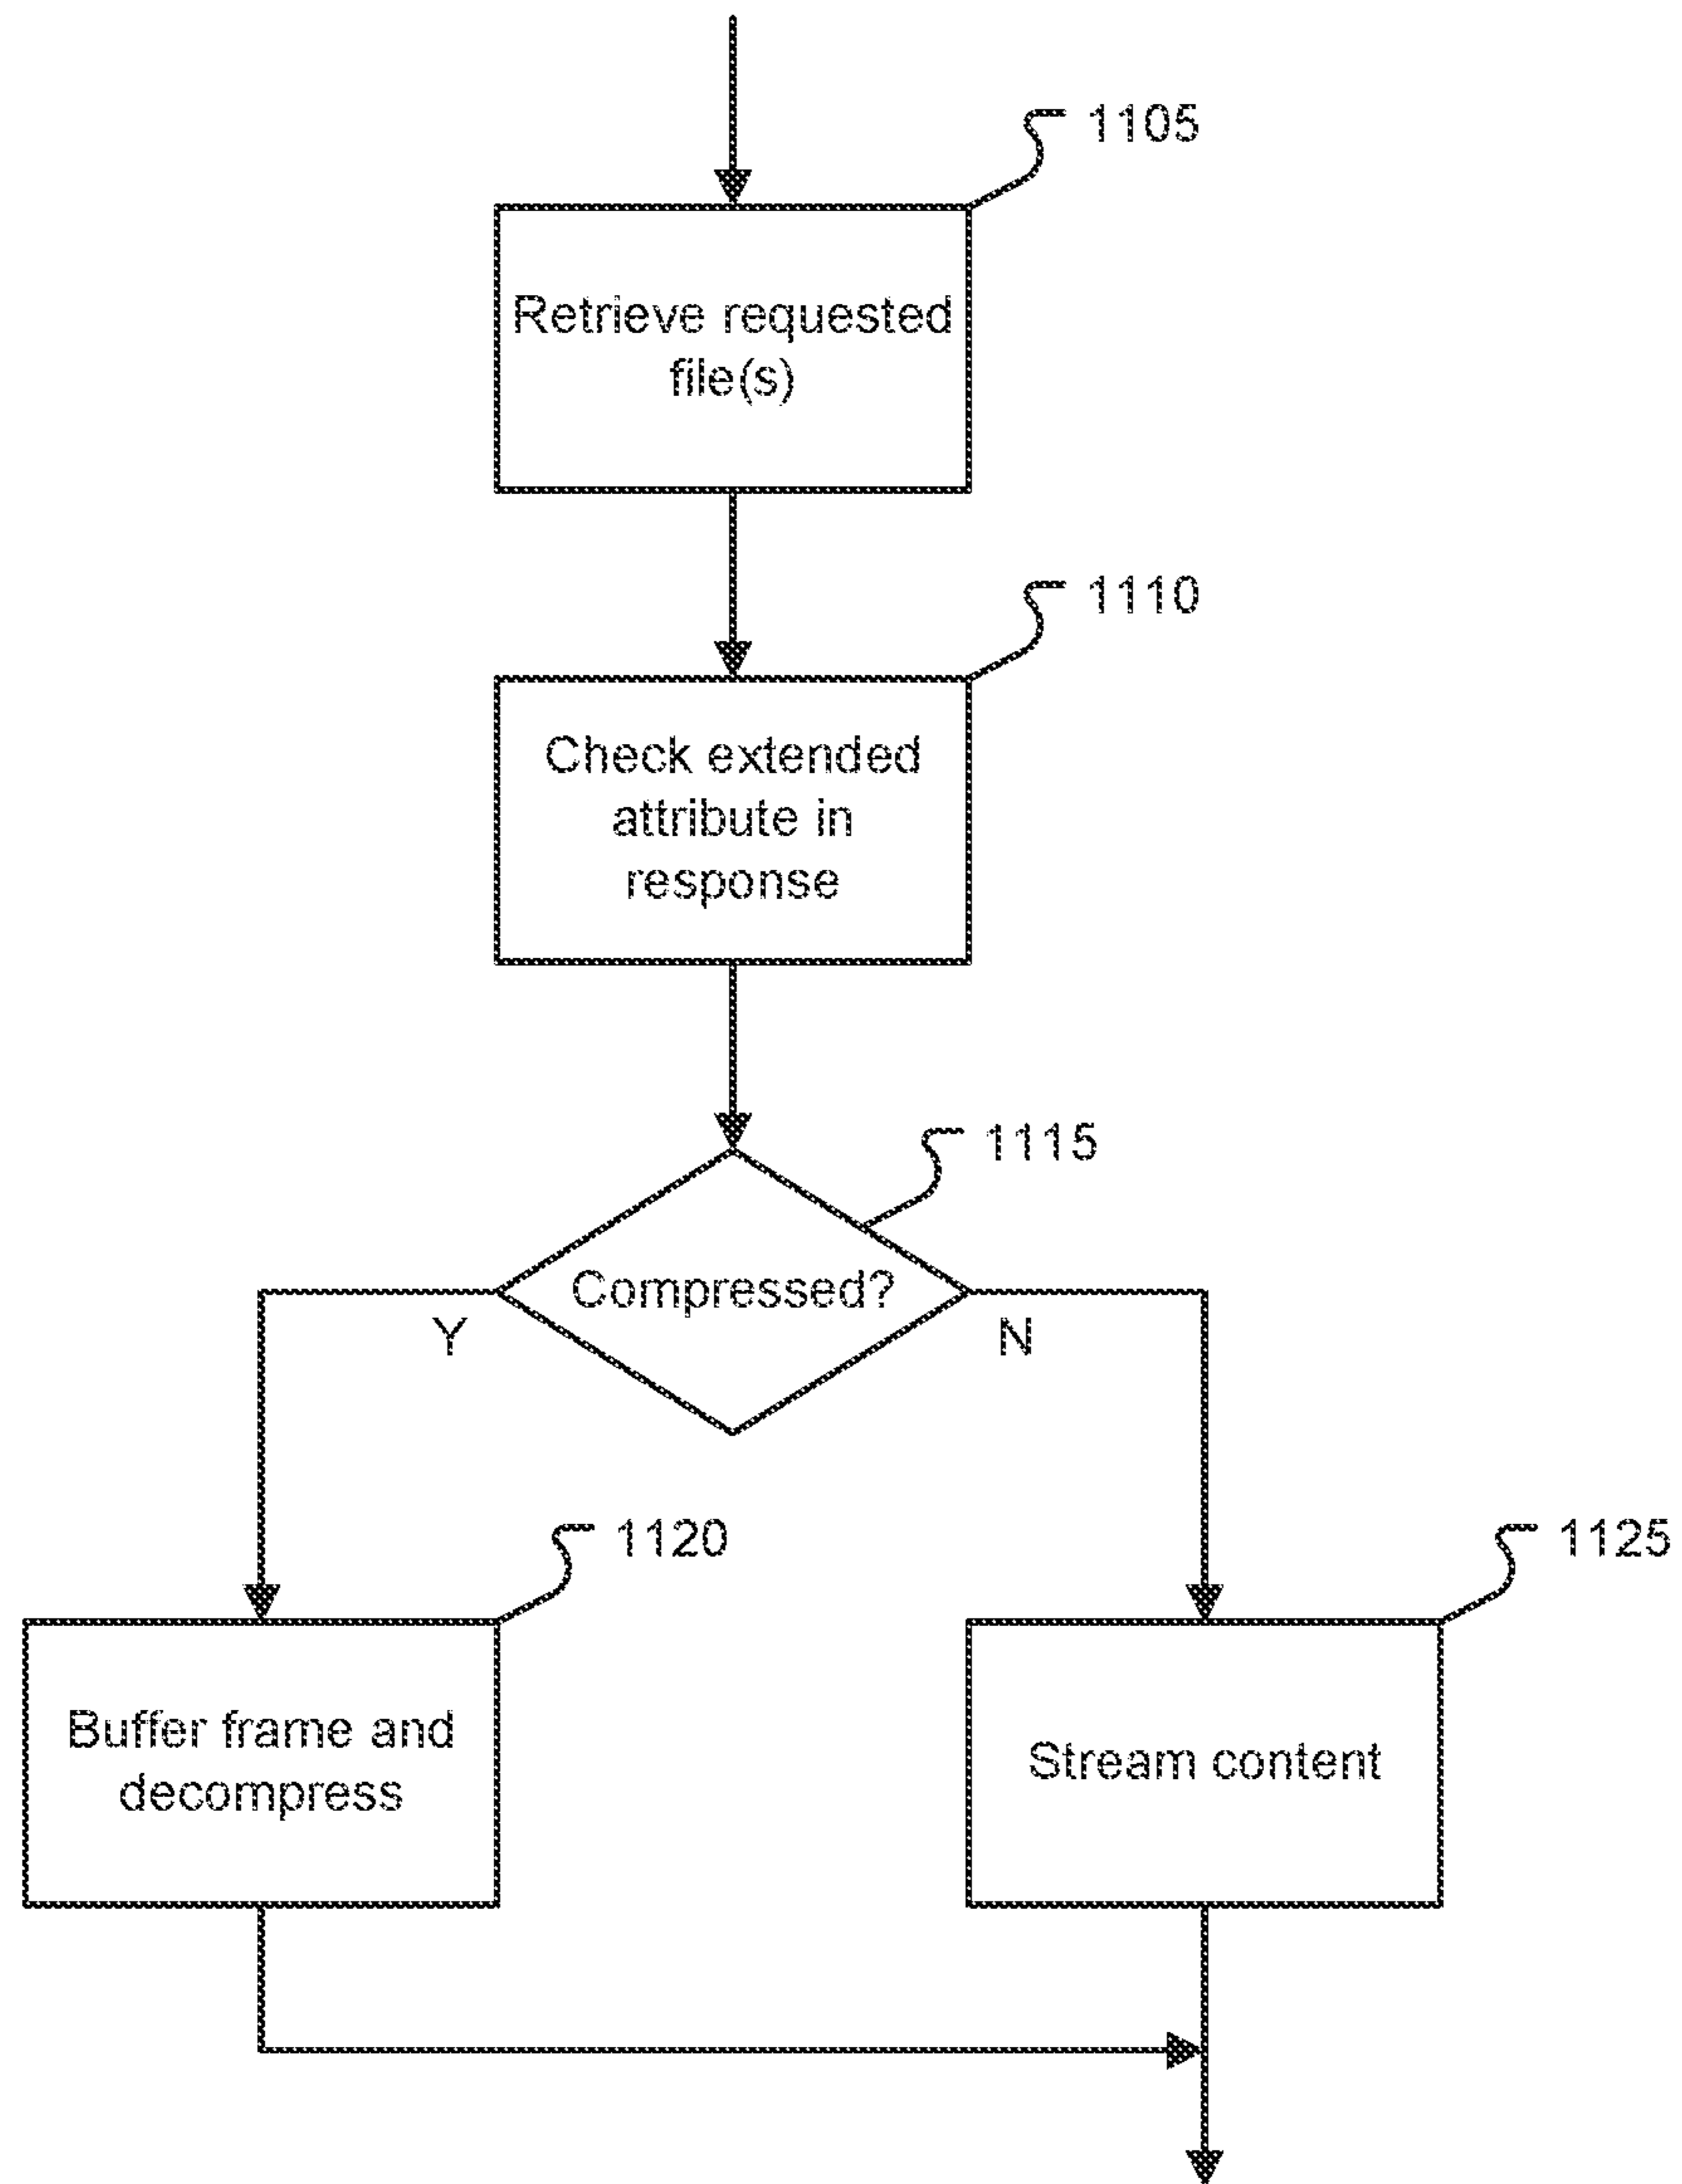 1105
Retrieve requested
file(s)
1110
Check extended
attribute in
response
1115
Compressed?
Y
N
1120
1125
Buffer frame and
decompress
Stream content